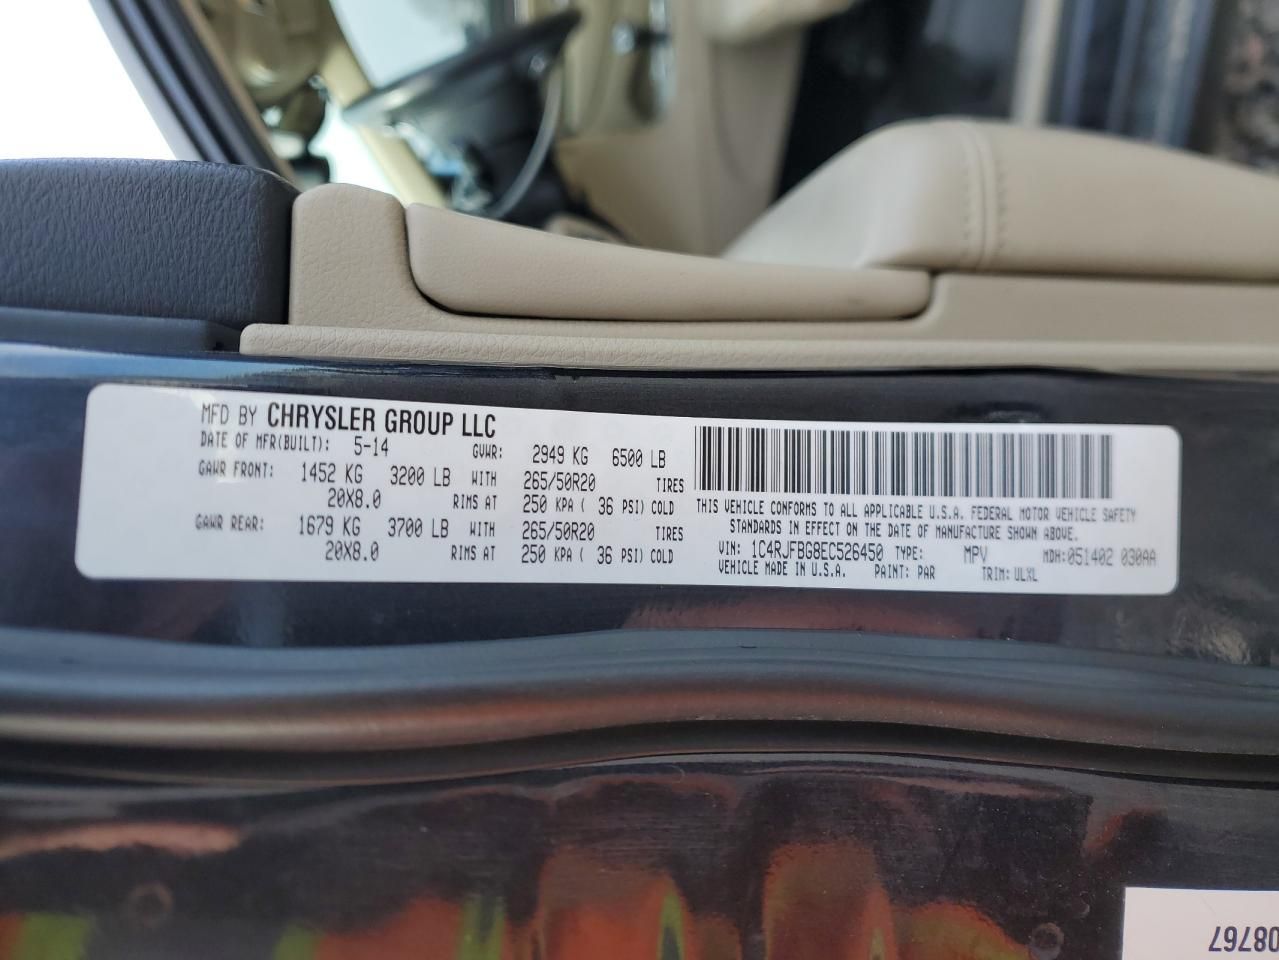 MFD BY CHRYSLER GROUP LLC
DATE OF MFR(BUILT): 5-14 GVWR: 2949 KG 6500 LB
GAWR FRONT: 1452 KG 3200 LB WITH 265/50R20 TIRES
20X8.0 RIMS AT 250 KPA ( 36 PSI) COLD
GAWR REAR: 1679 KG 3700 LB WITH 265/50R20 TIRES
20X8.0 RIMS AT 250 KPA ( 36 PSI) COLD
THIS VEHICLE CONFORMS TO ALL APPLICABLE U.S.A. FEDERAL MOTOR VEHICLE SAFETY
STANDARDS IN EFFECT ON THE DATE OF MANUFACTURE SHOWN ABOVE.
VIN: 1C4RJFBG8EC526450 TYPE: MPV MDH:051402 030AA
VEHICLE MADE IN U.S.A. PAINT: PAR TRIM: ULXL
08767